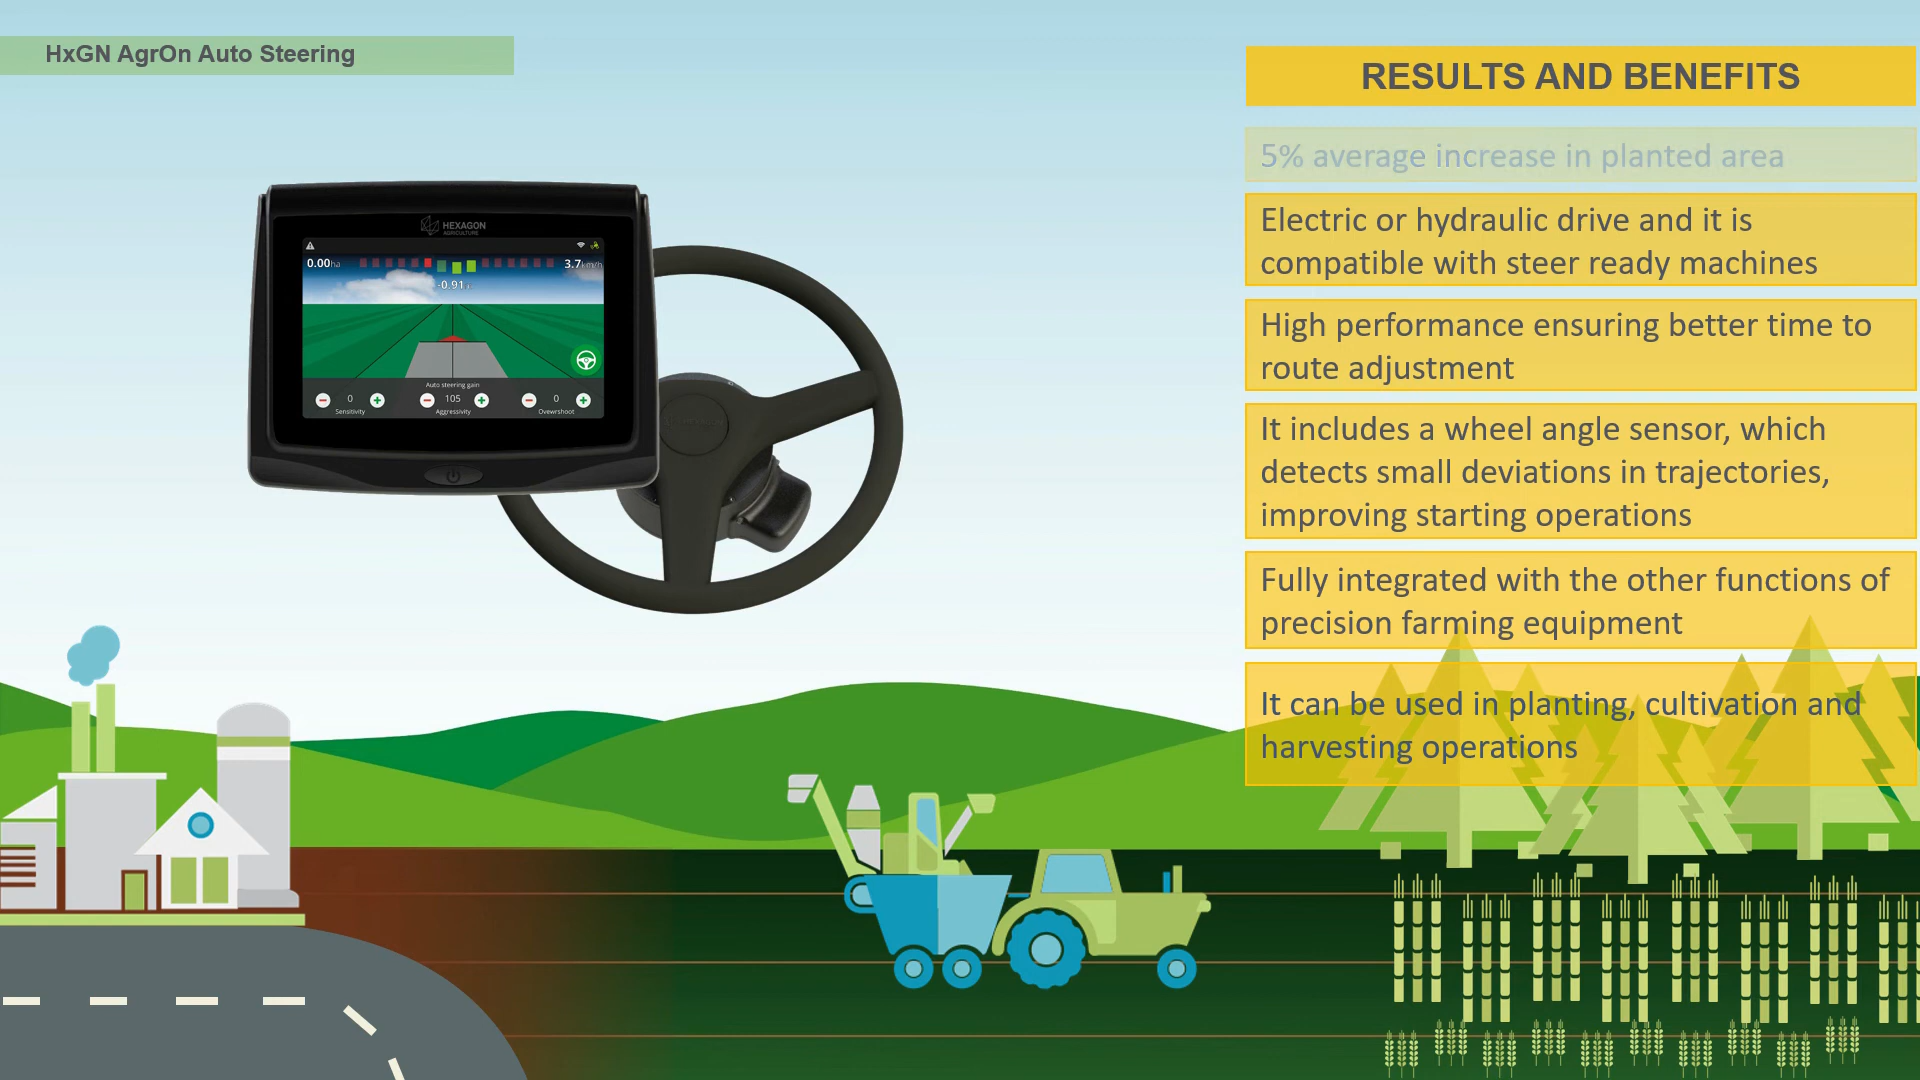 HxGN AgrOn Auto Steering
RESULTS AND BENEFITS
5% average increase in planted area
Electric or hydraulic drive and it is
compatible with steer ready machines
High performance ensuring better time to
route adjustment
It includes a wheel angle sensor, which
detects small deviations in trajectories,
improving starting operations
Fully integrated with the other functions of
precision farming equipment
It can be used in planting, cultivation and
harvesting operations
HEXAGON
AGRICULTURE
0.00ha
3.7km/h
-0.91
Auto steering gain
0
105
0
Sensitivity
Aggressivity
Ovewrshoot